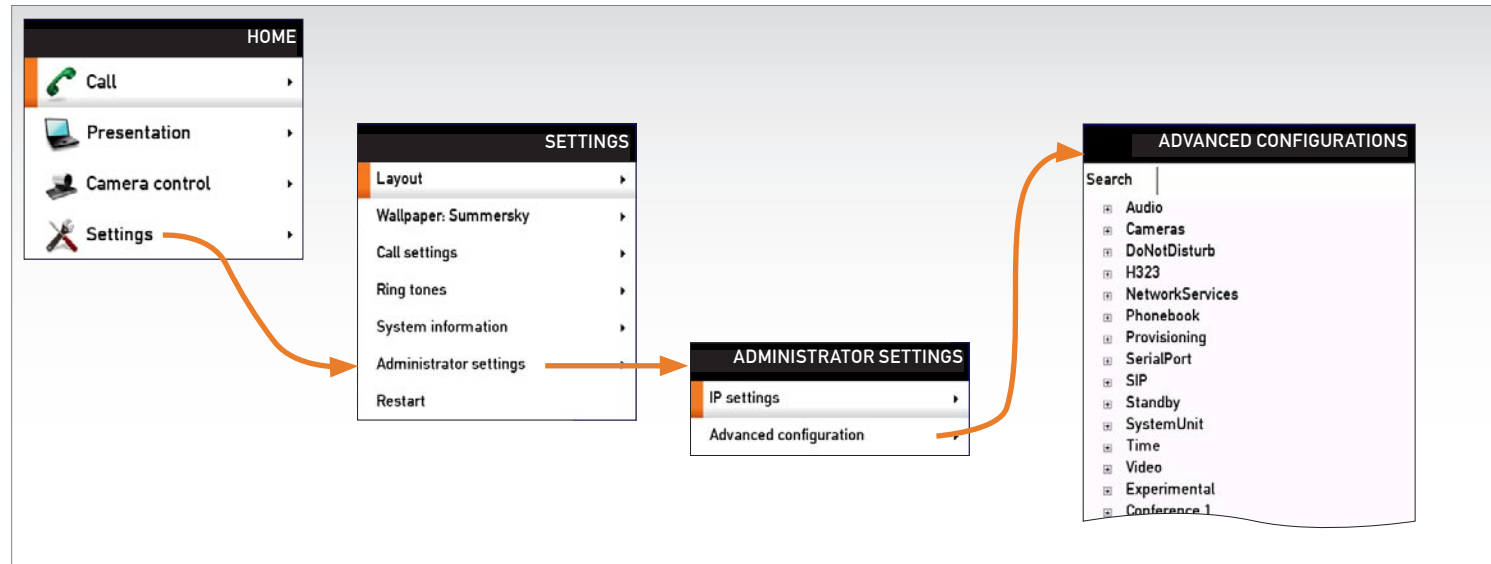 HOME
Call
Presentation
Camera control
Settings
SETTINGS
Layout
Wallpaper: Summersky
Call settings
Ring tones
System information
Administrator settings
Restart
ADMINISTRATOR SETTINGS
IP settings
Advanced configuration
ADVANCED CONFIGURATIONS
Search
Audio
Cameras
DoNotDisturb
H323
NetworkServices
Phonebook
Provisioning
SerialPort
SIP
Standby
SystemUnit
Time
Video
Experimental
Conference 1